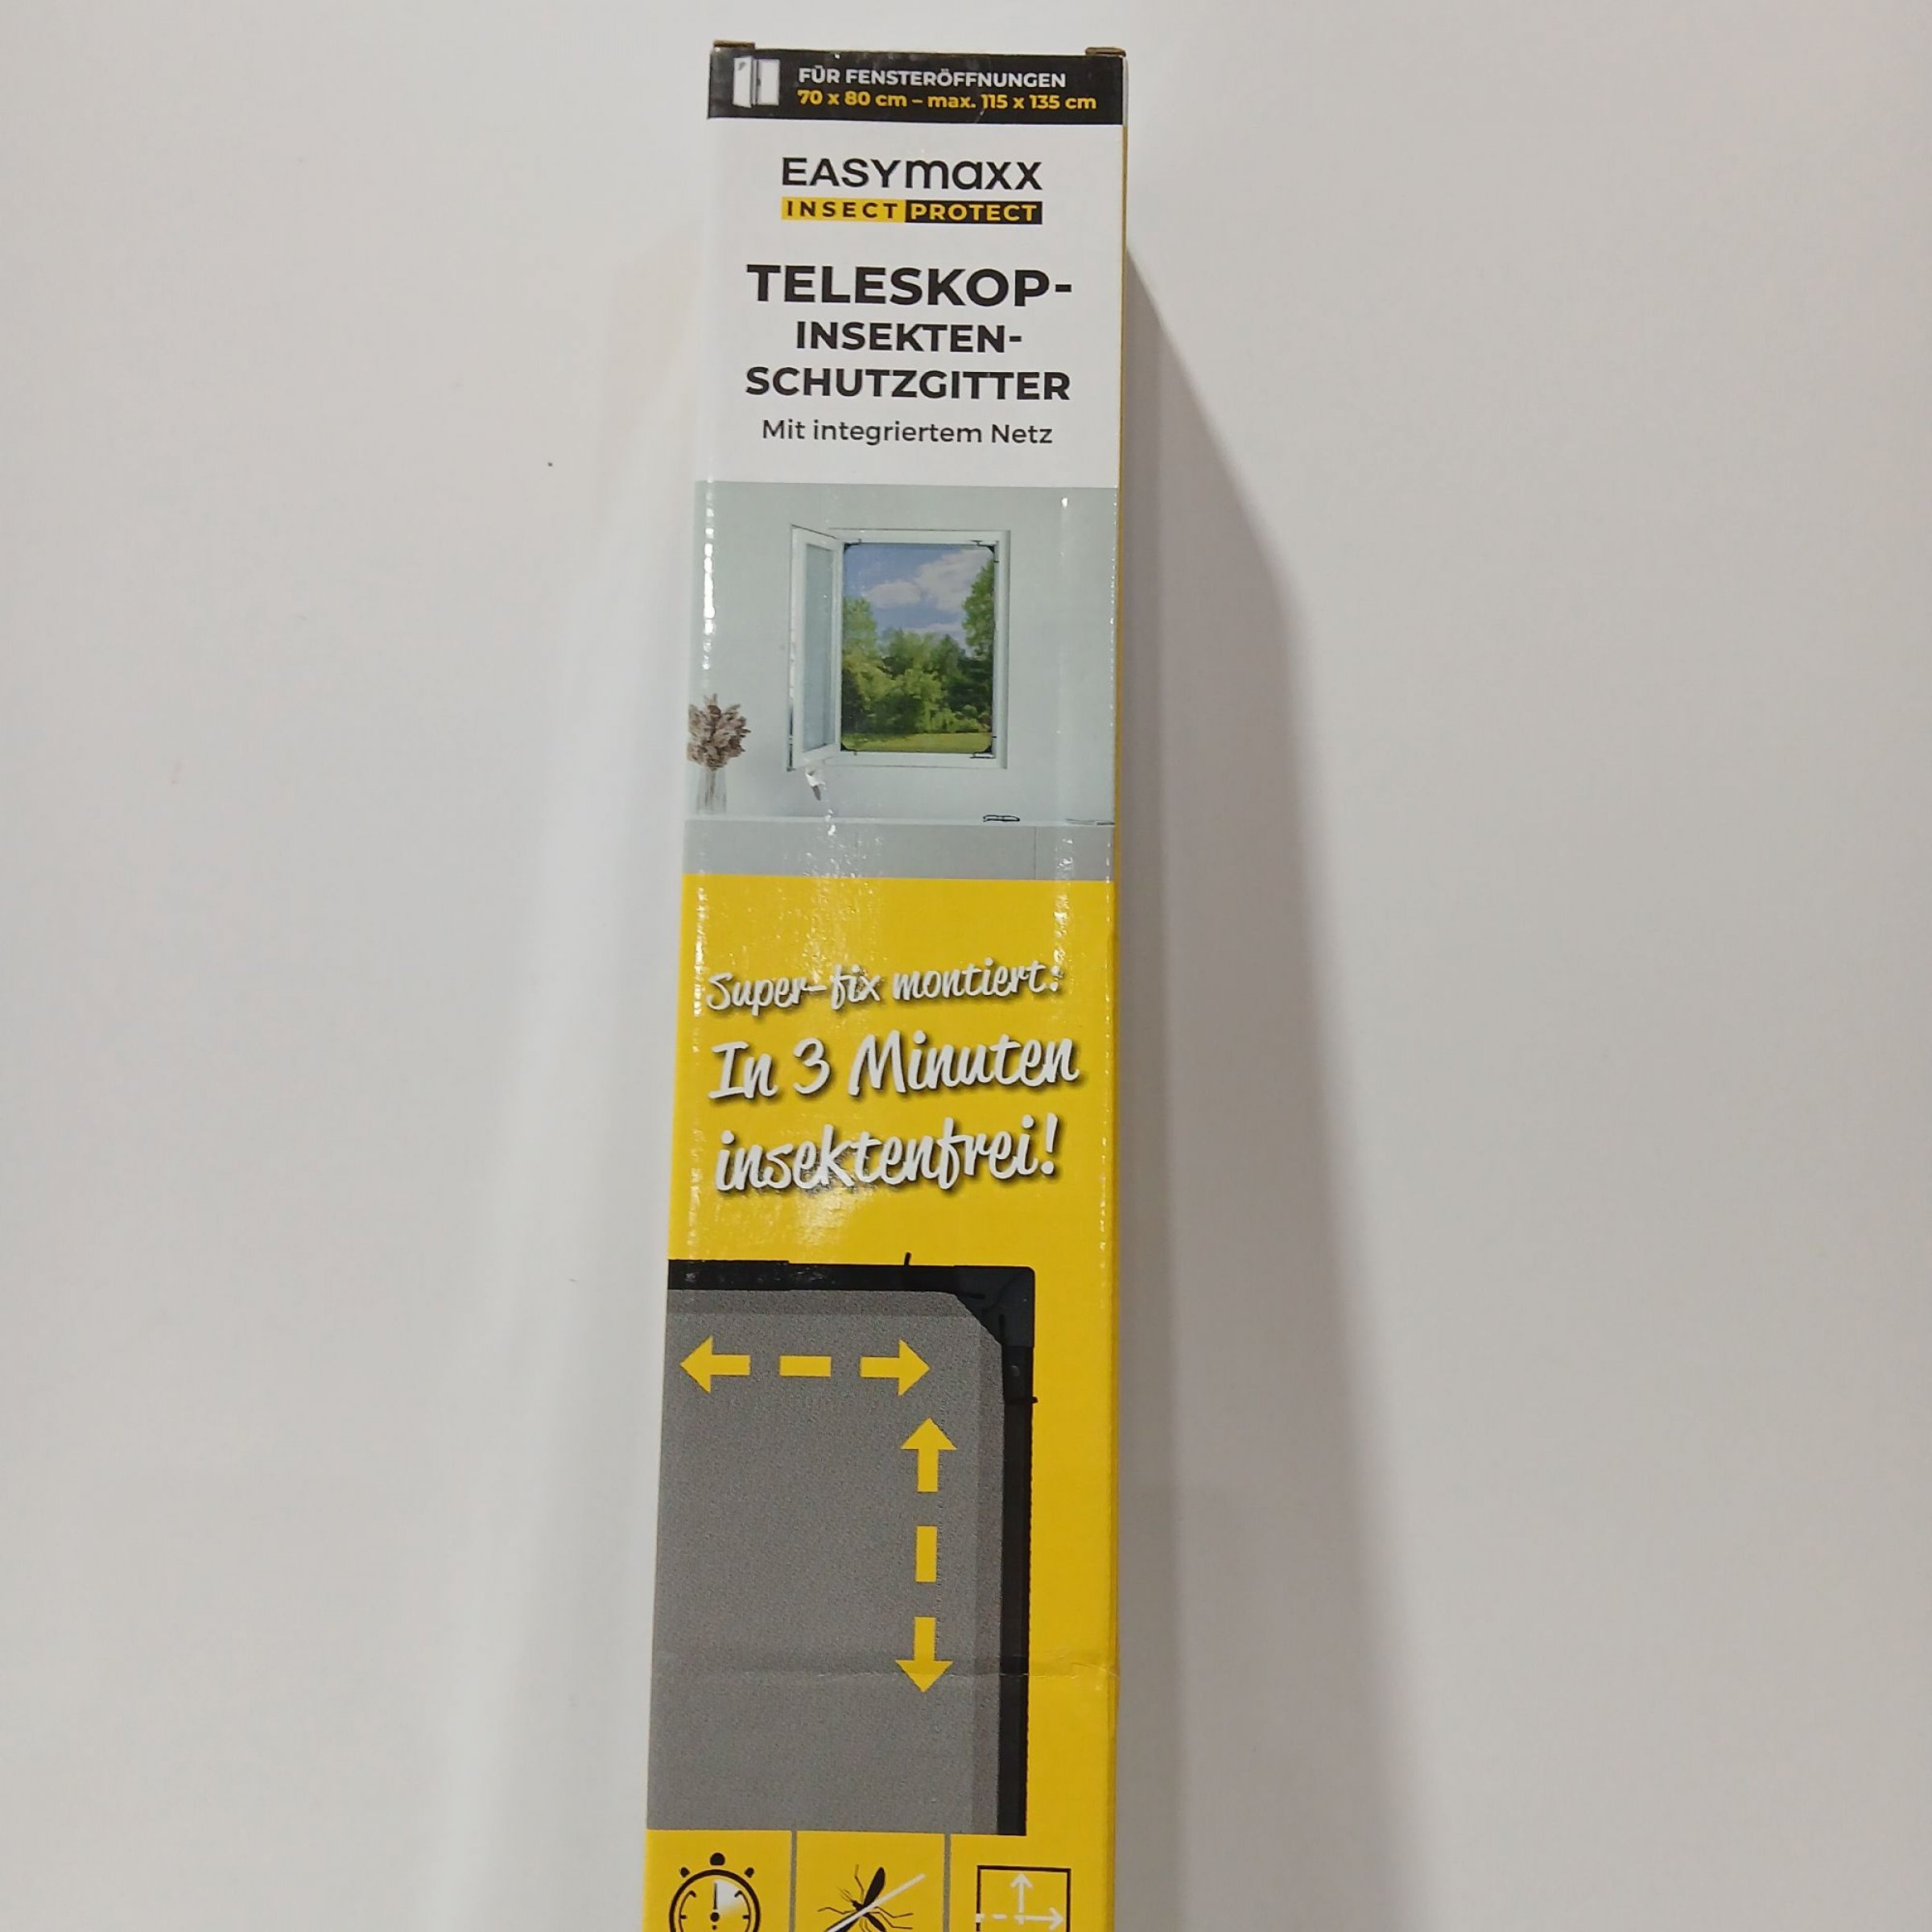 FÜR FENSTERÖFFNUNGEN
70 x 80 cm – max. 115 x 135 cm
EASYmaxx
INSECT PROTECT
TELESKOP-
INSEKTEN-
SCHUTZGITTER
Mit integriertem Netz
Super-fix montiert:
In 3 Minuten
insektenfrei!